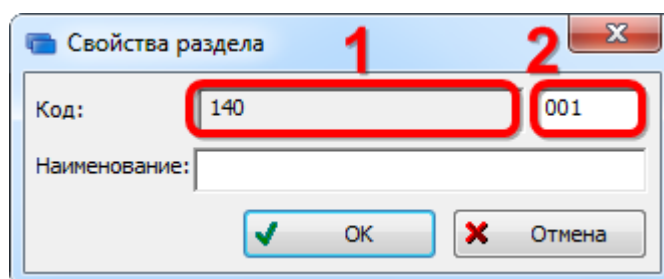 Свойства раздела 1 2
Код: 140 001
Наименование:
OK Отмена